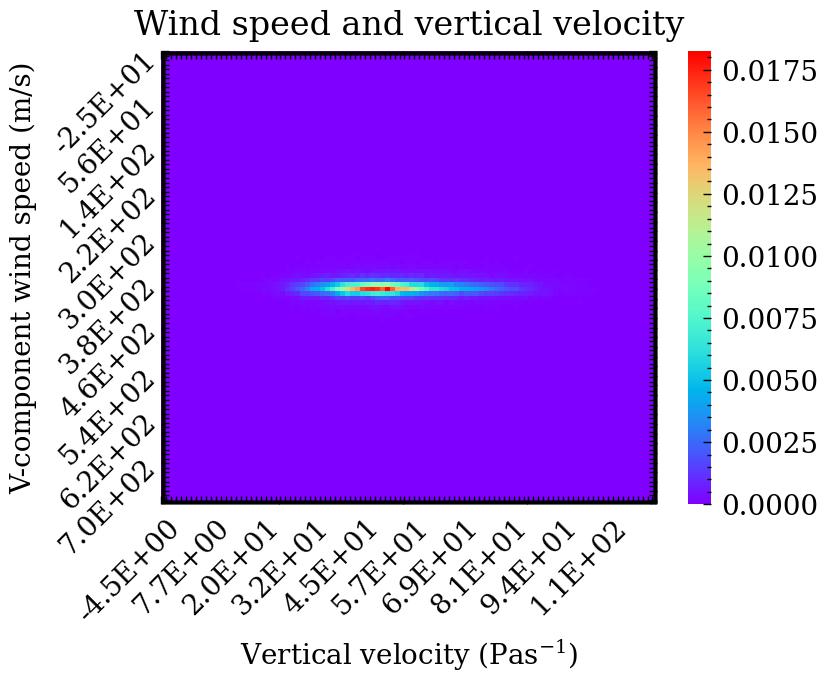 Wind speed and vertical velocity
V-component wind speed (m/s)
-2.5E+01
5.6E+01
1.4E+02
2.2E+02
3.0E+02
3.8E+02
4.6E+02
5.4E+02
6.2E+02
7.0E+02
-4.5E+00
7.7E+00
2.0E+01
3.2E+01
4.5E+01
5.7E+01
6.9E+01
8.1E+01
9.4E+01
1.1E+02
Vertical velocity (Pas⁻¹)
0.0175
0.0150
0.0125
0.0100
0.0075
0.0050
0.0025
0.0000